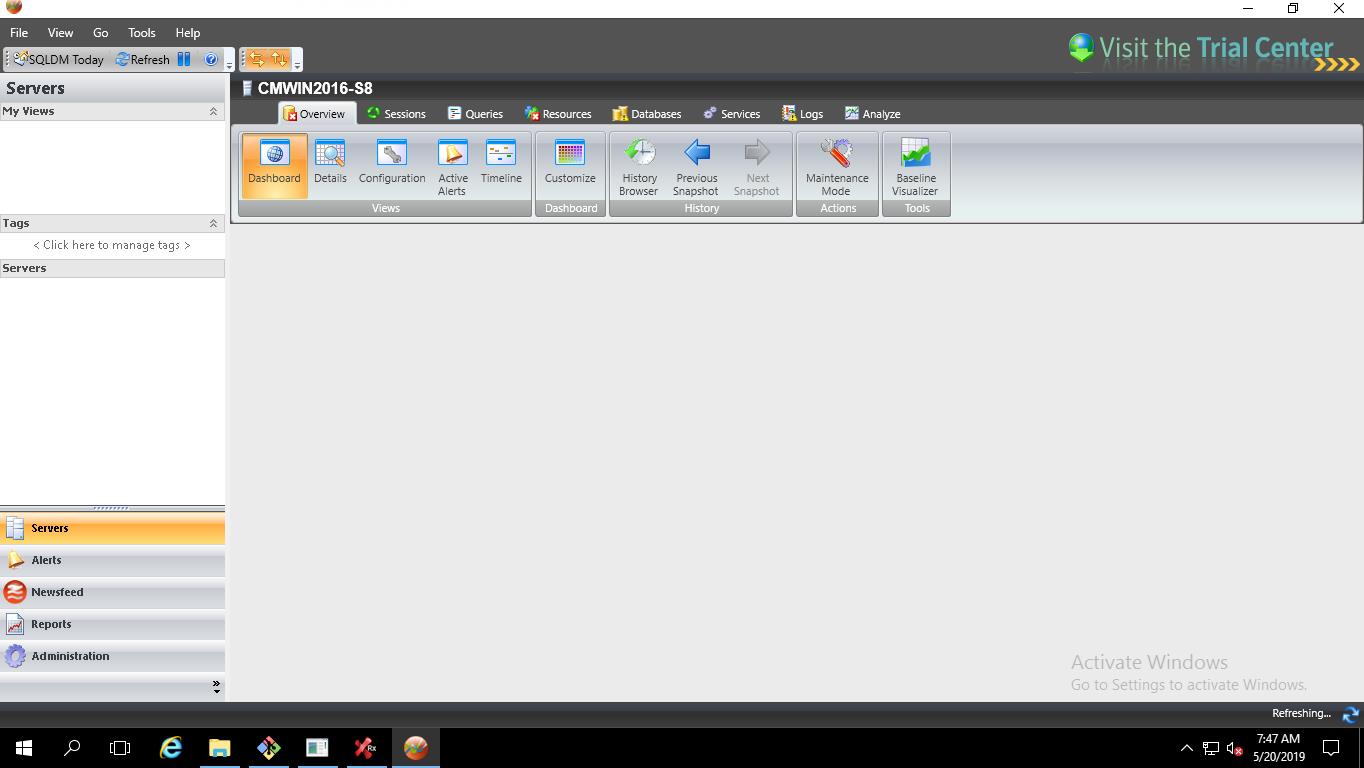 File View Go Tools Help
SQLDM Today Refresh
Visit the Trial Center
Servers
My Views
Tags
< Click here to manage tags >
Servers
Servers
Alerts
Newsfeed
Reports
Administration
CMWIN2016-S8
Overview Sessions Queries Resources Databases Services Logs Analyze
Dashboard Details Configuration Active Alerts Timeline
Views
Customize
Dashboard
History Browser Previous Snapshot Next Snapshot
History
Maintenance Mode
Actions
Baseline Visualizer
Tools
Activate Windows
Go to Settings to activate Windows.
Refreshing...
Rx
7:47 AM
5/20/2019